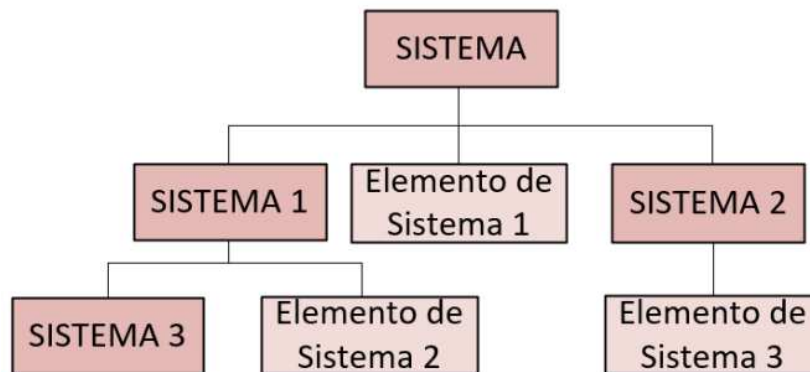 SISTEMA
SISTEMA 1
Elemento de
Sistema 1
SISTEMA 2
SISTEMA 3
Elemento de
Sistema 2
Elemento de
Sistema 3